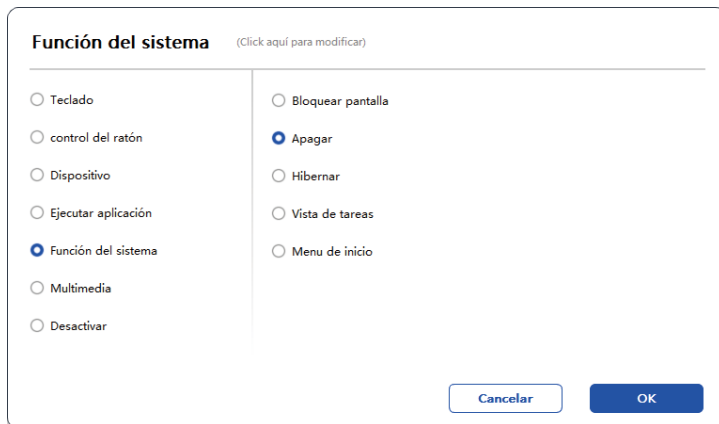 Función del sistema (Click aquí para modificar)
Teclado
control del ratón
Dispositivo
Ejecutar aplicación
Función del sistema
Multimedia
Desactivar
Bloquear pantalla
Apagar
Hibernar
Vista de tareas
Menu de inicio
Cancelar
OK